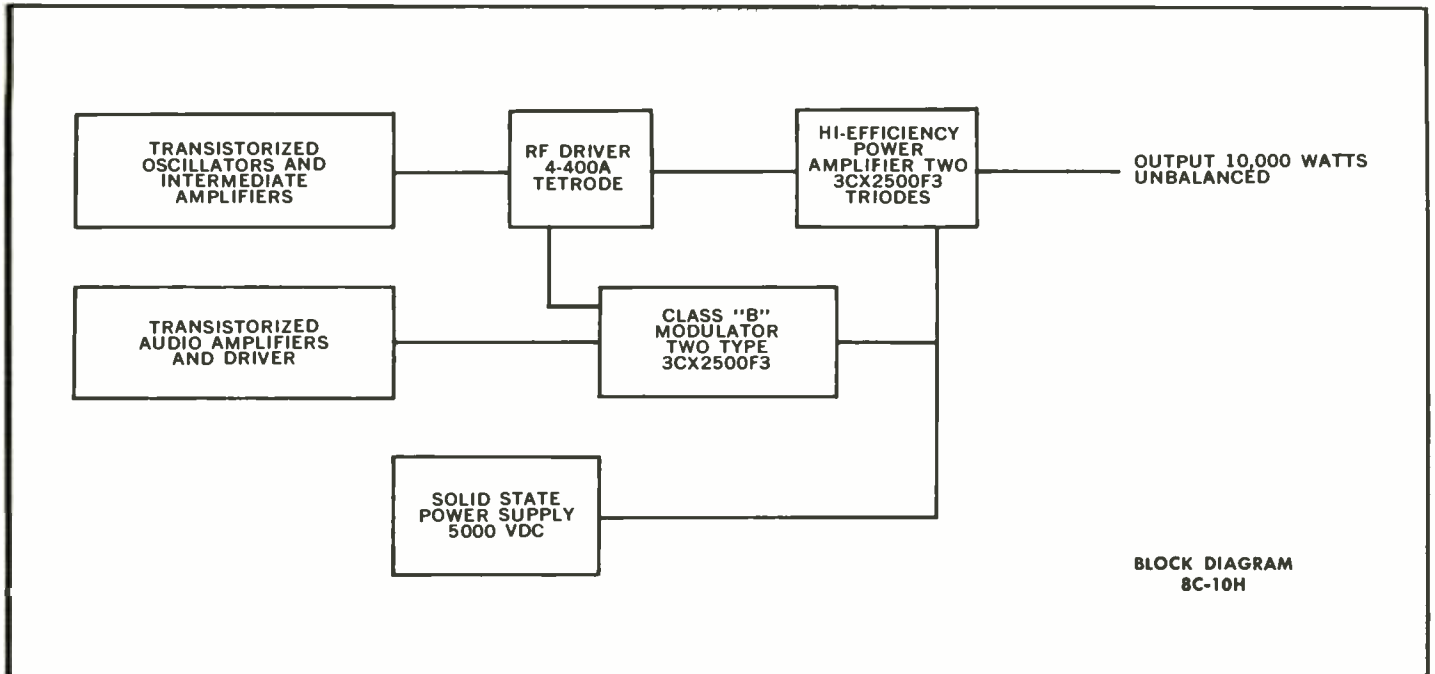 TRANSISTORIZED
OSCILLATORS AND
INTERMEDIATE
AMPLIFIERS
RF DRIVER
4-400A
TETRODE
HI-EFFICIENCY
POWER
AMPLIFIER TWO
3CX2500F3
TRIODES
OUTPUT 10,000 WATTS
UNBALANCED
TRANSISTORIZED
AUDIO AMPLIFIERS
AND DRIVER
CLASS "B"
MODULATOR
TWO TYPE
3CX2500F3
SOLID STATE
POWER SUPPLY
5000 VDC
BLOCK DIAGRAM
8C-10H